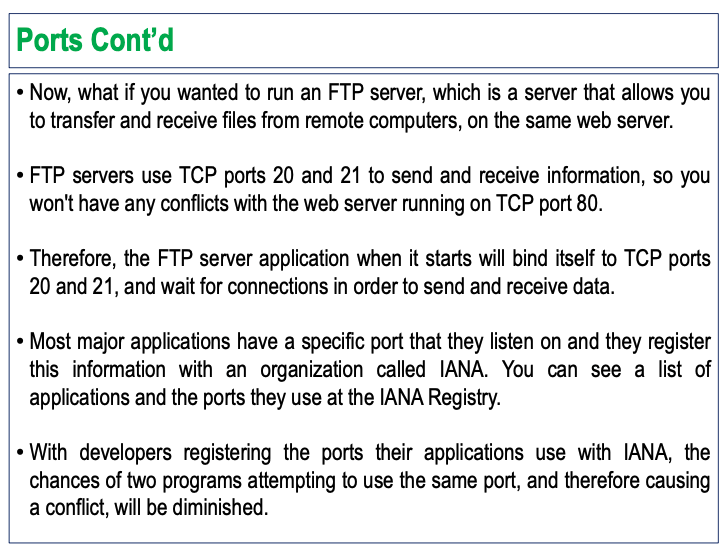 Ports Cont’d
• Now, what if you wanted to run an FTP server, which is a server that allows you
to transfer and receive files from remote computers, on the same web server.
• FTP servers use TCP ports 20 and 21 to send and receive information, so you
won't have any conflicts with the web server running on TCP port 80.
• Therefore, the FTP server application when it starts will bind itself to TCP ports
20 and 21, and wait for connections in order to send and receive data.
• Most major applications have a specific port that they listen on and they register
this information with an organization called IANA. You can see a list of
applications and the ports they use at the IANA Registry.
• With developers registering the ports their applications use with IANA, the
chances of two programs attempting to use the same port, and therefore causing
a conflict, will be diminished.